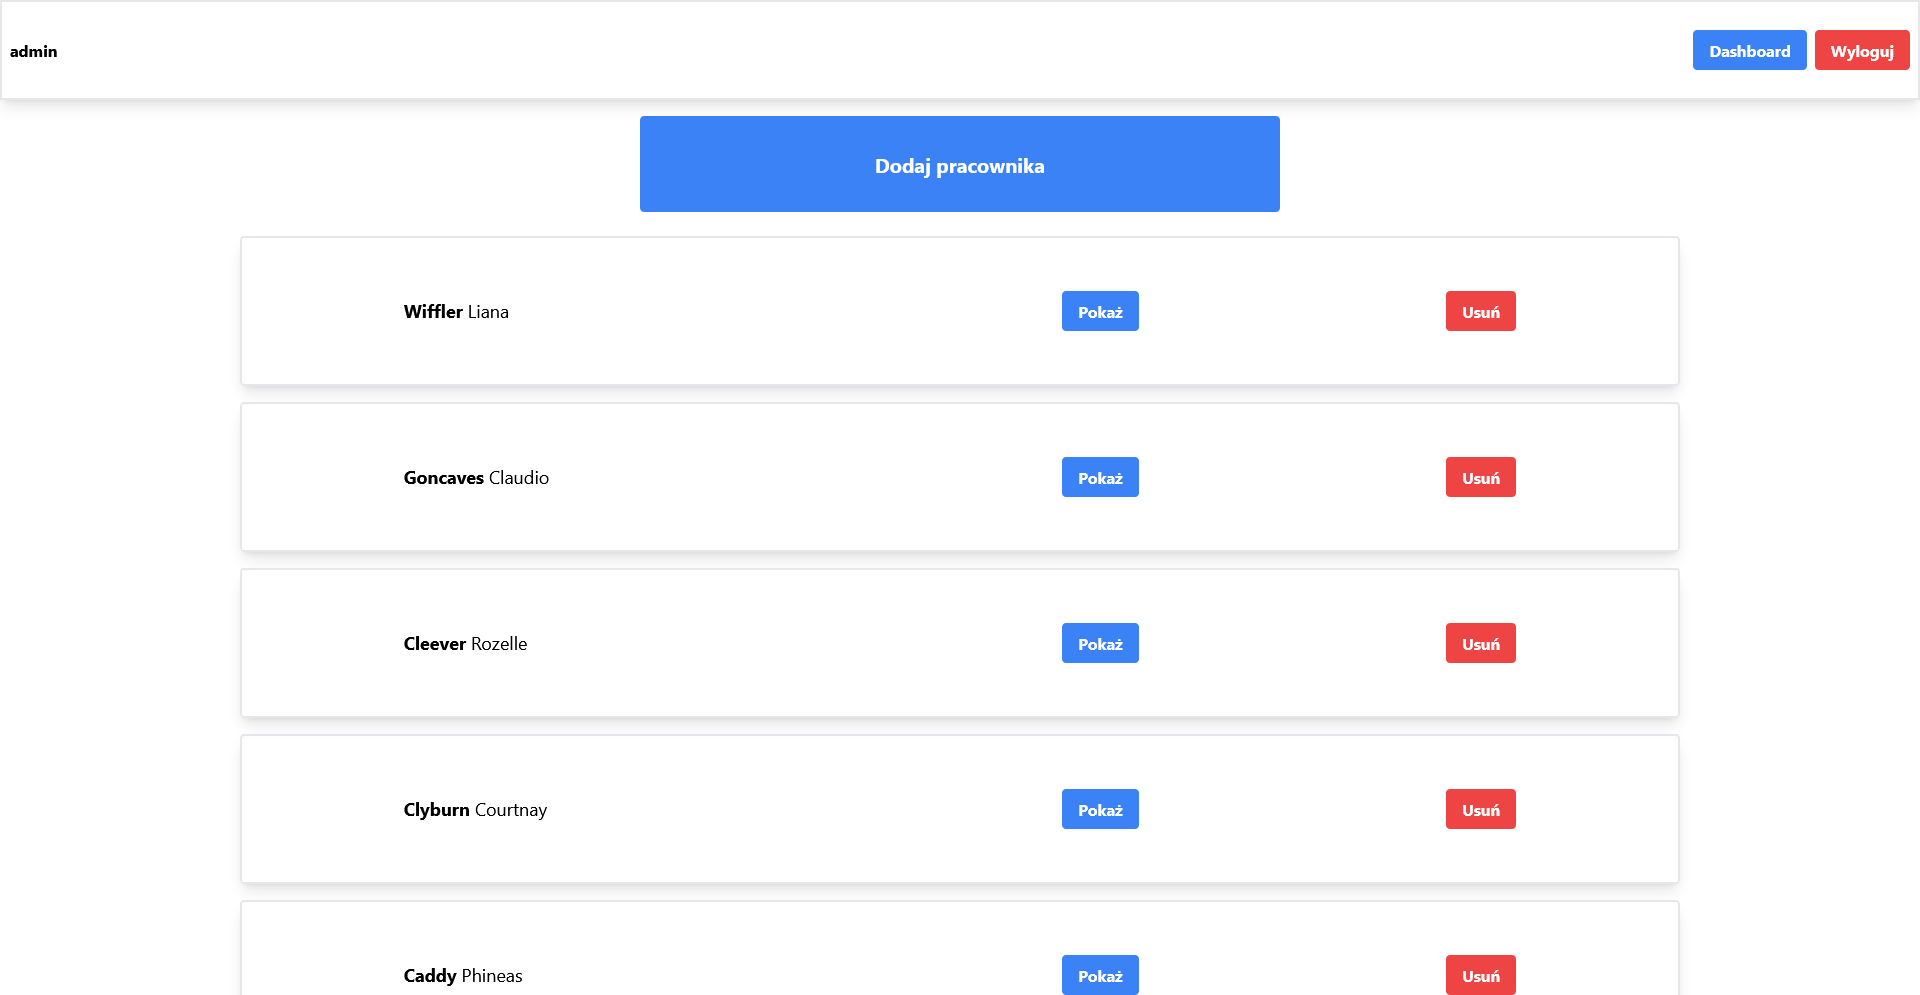 admin Dashboard Wyloguj
Dodaj pracownika
Wiffler Liana Pokaż Usuń
Goncaves Claudio Pokaż Usuń
Cleever Rozelle Pokaż Usuń
Clyburn Courtnay Pokaż Usuń
Caddy Phineas Pokaż Usuń